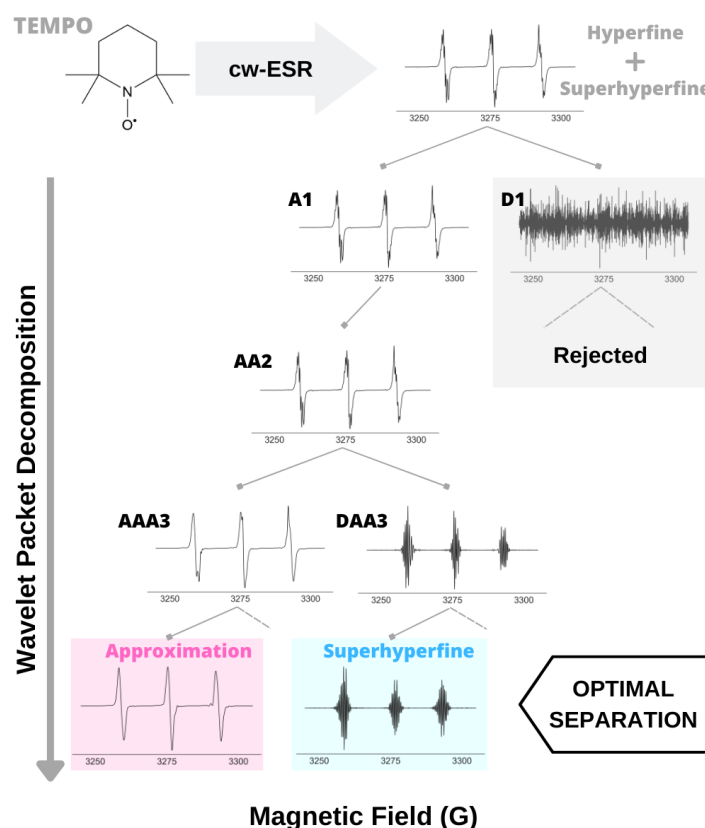 TEMPO
N
O•
cw-ESR
Hyperfine
+
Superhyperfine
3250 3275 3300
A1
3250 3275 3300
D1
3250 3275 3300
Rejected
AA2
3250 3275 3300
AAA3
3250 3275 3300
DAA3
3250 3275 3300
Approximation
3250 3275 3300
Superhyperfine
3250 3275 3300
OPTIMAL
SEPARATION
Wavelet Packet Decomposition
Magnetic Field (G)